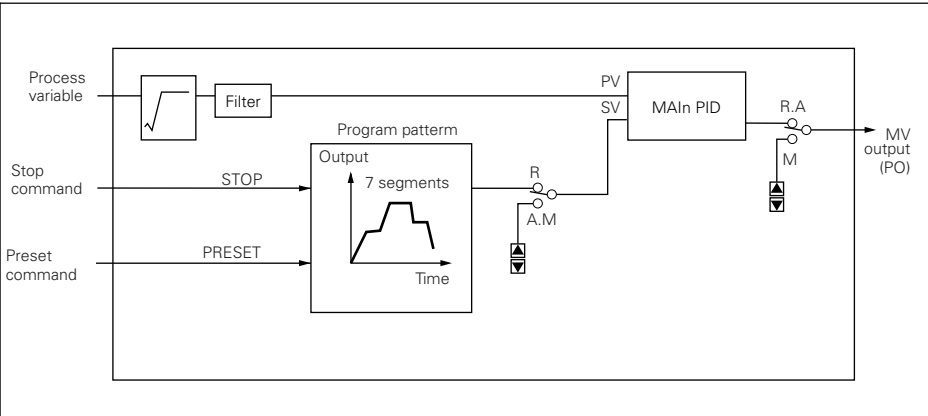 Process
variable
Filter
PV
SV
MAIn PID
R.A
M
MV
output
(PO)
Program patterm
Output
7 segments
Time
Stop
command
STOP
R
A.M
Preset
command
PRESET